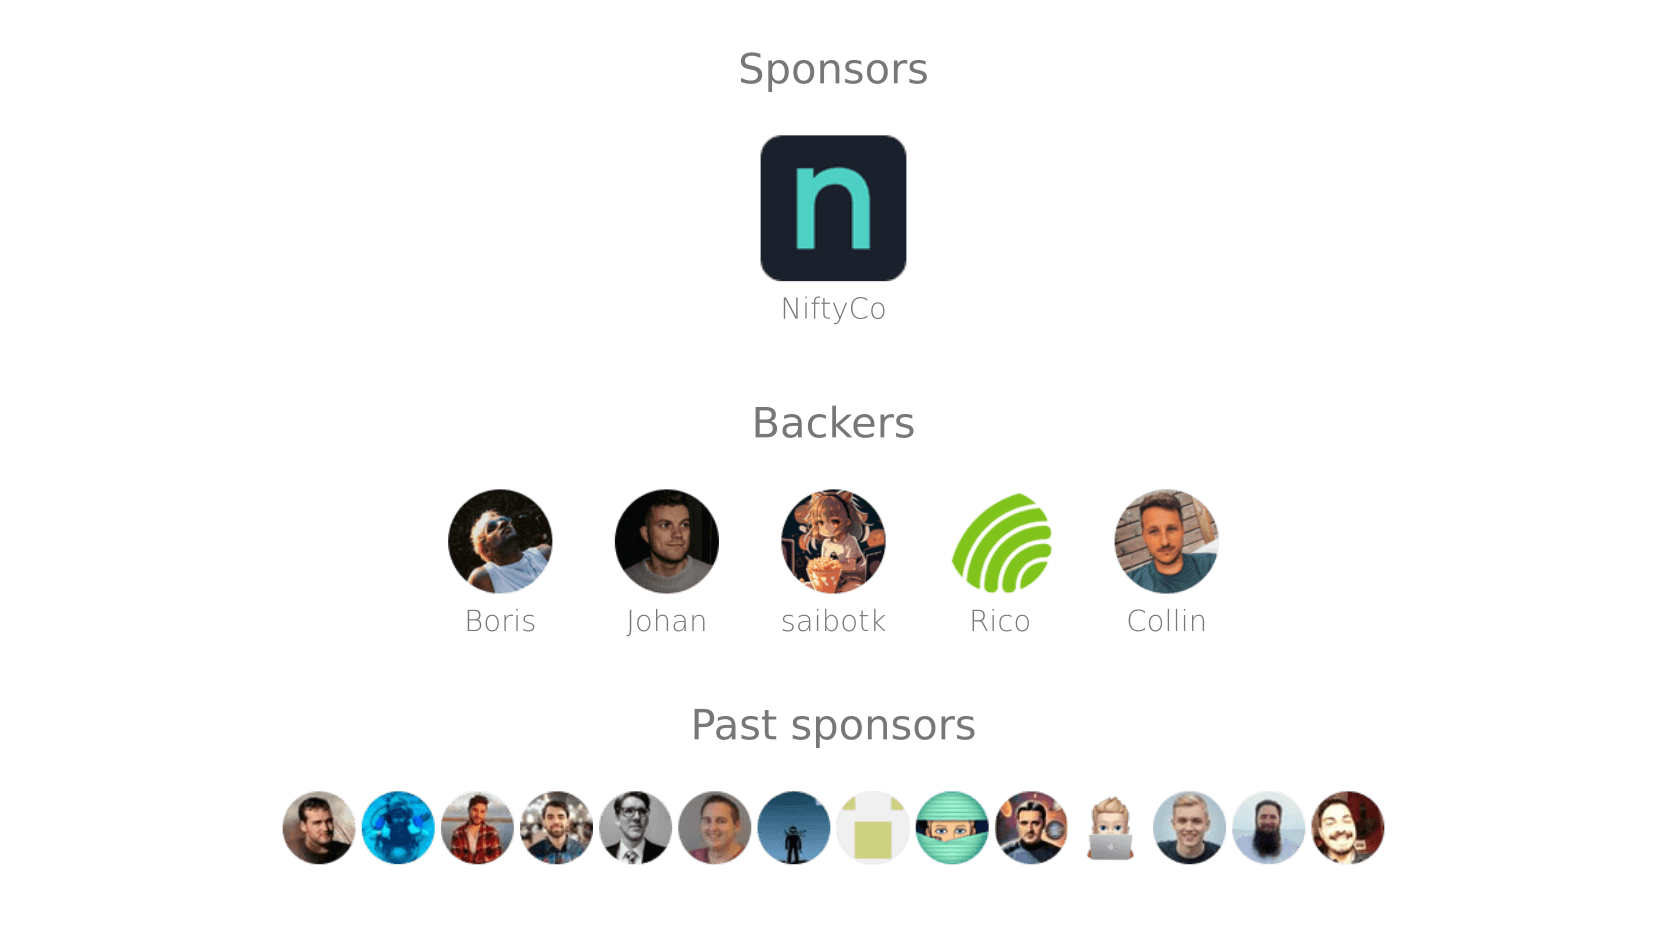 Sponsors
n
NiftyCo
Backers
Boris Johan saibotk Rico Collin
Past sponsors